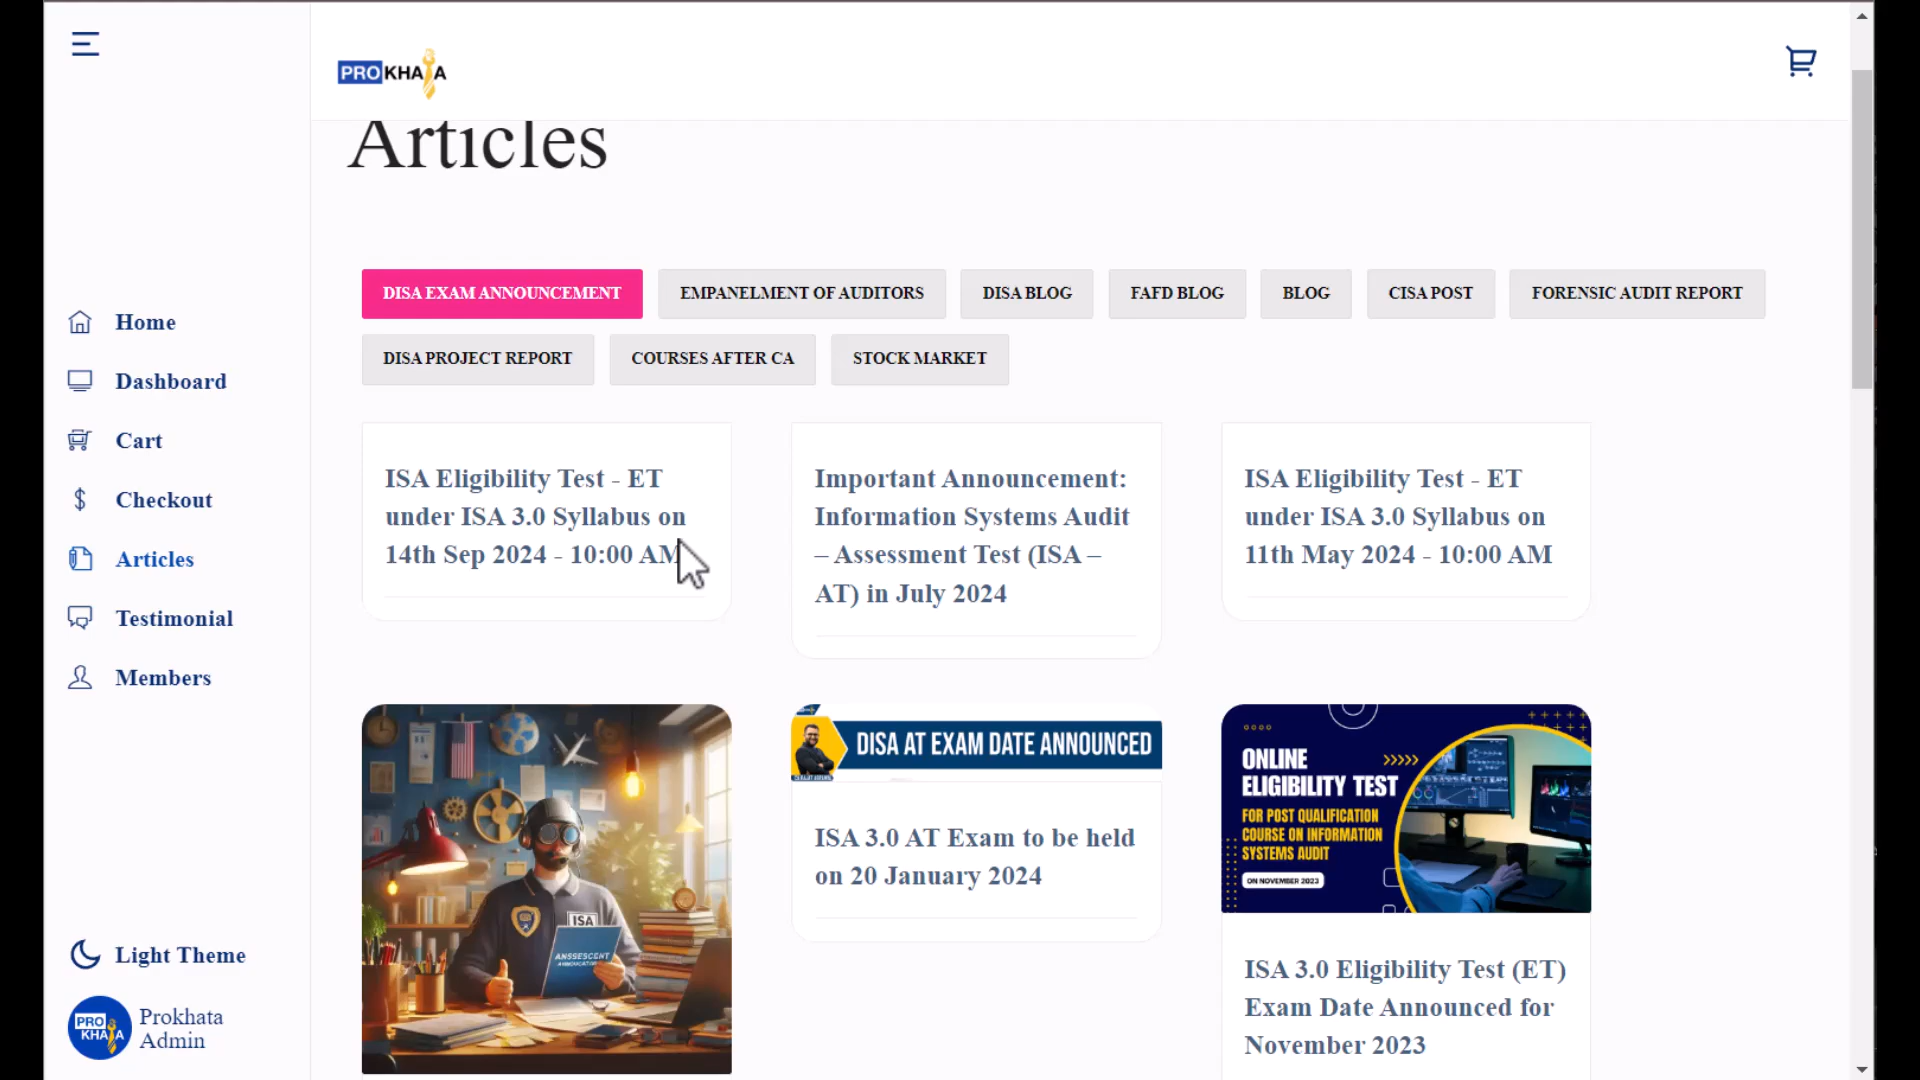 PROKHATA
Articles
DISA EXAM ANNOUNCEMENT
EMPANELMENT OF AUDITORS
DISA BLOG
FAFD BLOG
BLOG
CISA POST
FORENSIC AUDIT REPORT
DISA PROJECT REPORT
COURSES AFTER CA
STOCK MARKET
Home
Dashboard
Cart
Checkout
Articles
Testimonial
Members
Light Theme
PRO
KHATA
Prokhata
Admin
ISA Eligibility Test - ET
under ISA 3.0 Syllabus on
14th Sep 2024 - 10:00 AM
Important Announcement:
Information Systems Audit
– Assessment Test (ISA –
AT) in July 2024
ISA Eligibility Test - ET
under ISA 3.0 Syllabus on
11th May 2024 - 10:00 AM
ISA
ANSSESCENT
DISA AT EXAM DATE ANNOUNCED
ISA 3.0 AT Exam to be held
on 20 January 2024
ONLINE
ELIGIBILITY TEST
FOR POST QUALIFICATION
COURSE ON INFORMATION
SYSTEMS AUDIT
ON NOVEMBER 2023
ISA 3.0 Eligibility Test (ET)
Exam Date Announced for
November 2023